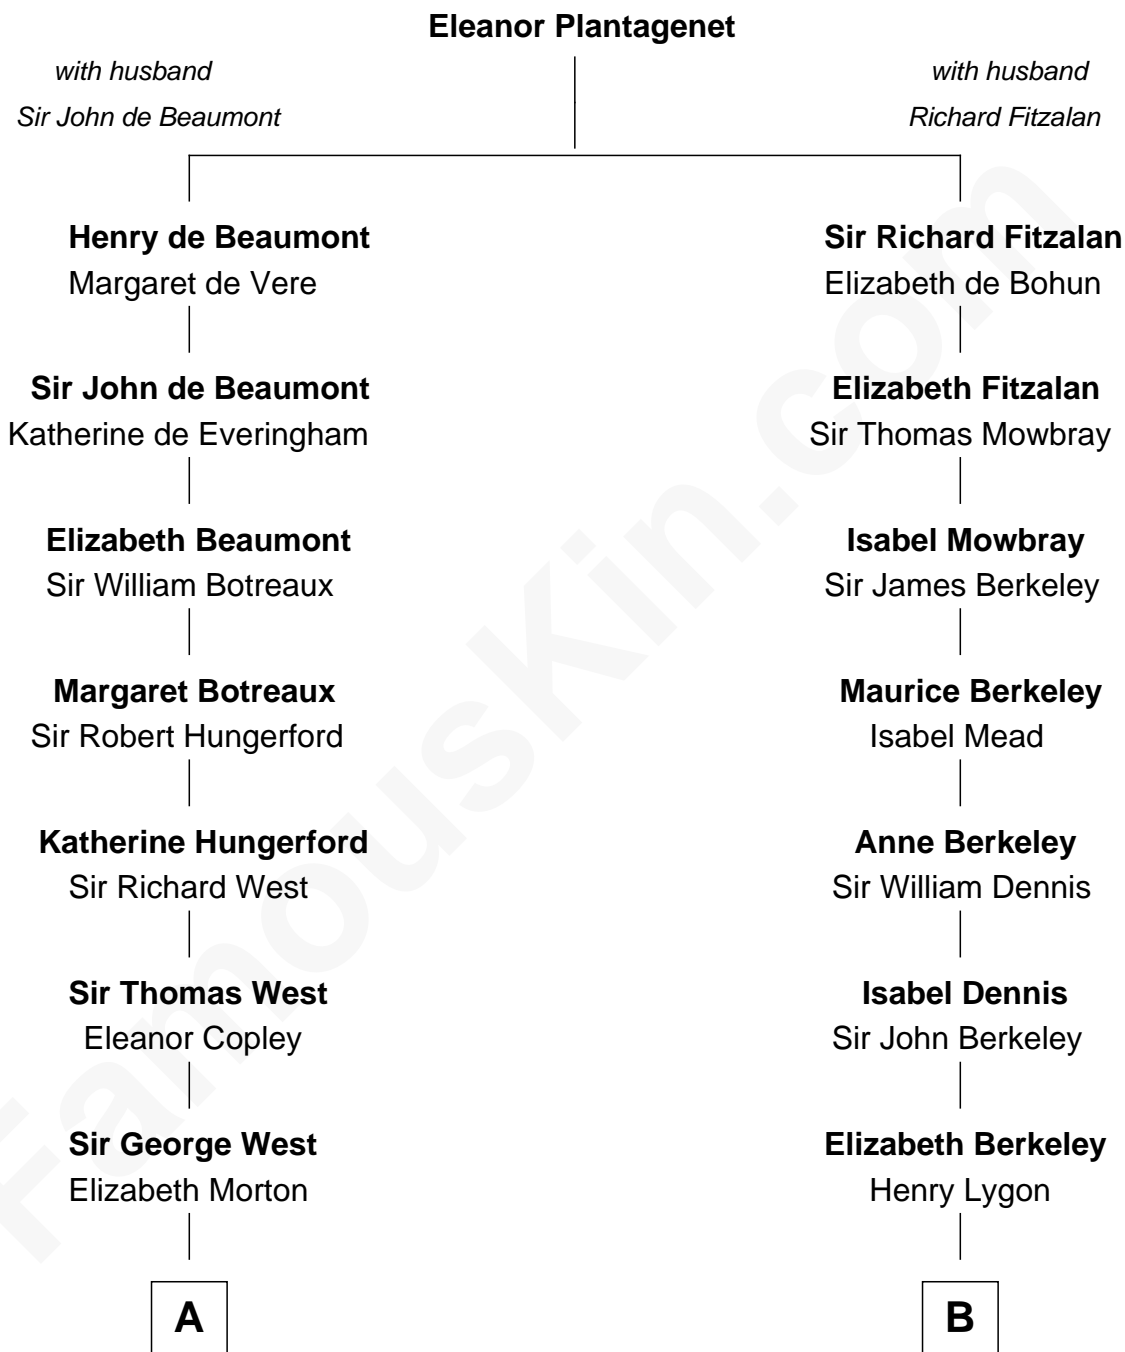 Eleanor Plantagenet
with husband
Sir John de Beaumont
with husband
Richard Fitzalan
Henry de Beaumont
Margaret de Vere
Sir Richard Fitzalan
Elizabeth de Bohun
Sir John de Beaumont
Katherine de Everingham
Elizabeth Fitzalan
Sir Thomas Mowbray
Elizabeth Beaumont
Sir William Botreaux
Isabel Mowbray
Sir James Berkeley
Margaret Botreaux
Sir Robert Hungerford
Maurice Berkeley
Isabel Mead
Katherine Hungerford
Sir Richard West
Anne Berkeley
Sir William Dennis
Sir Thomas West
Eleanor Copley
Isabel Dennis
Sir John Berkeley
Sir George West
Elizabeth Morton
Elizabeth Berkeley
Henry Lygon
A
B
FamousKin.com